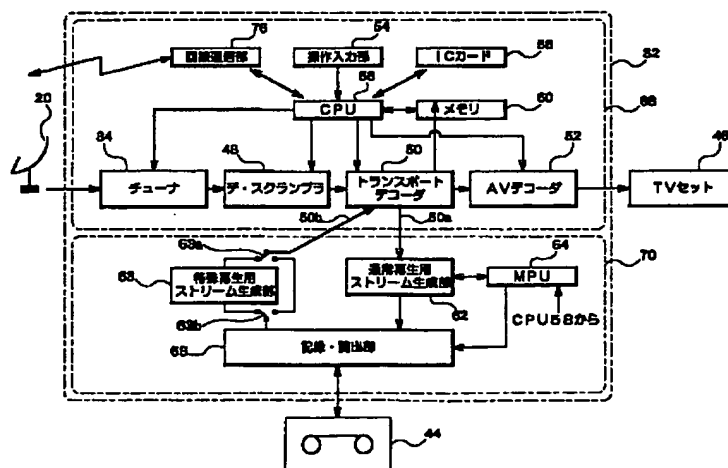 76
54
56
回線通信部
操作入力部
ICカード
32
58
CPU
メモリ
60
66
20
34
48
50
52
46
チューナ
デ・スクランブラ
トランスポート
デコーダ
AVデコーダ
TVセット
50b
50a
63a
64
70
63
特殊再生用
ストリーム生成部
通常再生用
ストリーム生成部
MPU
62
CPU58から
63b
68
記録・読出部
44